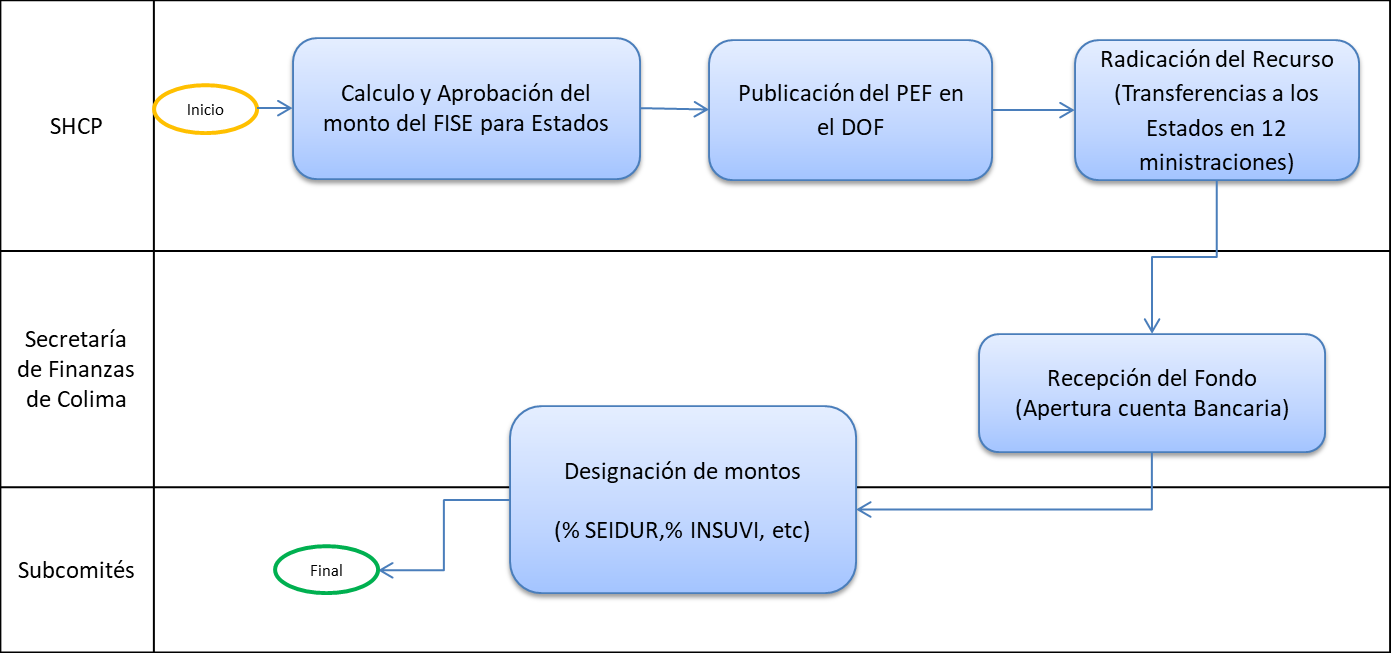 SHCP
Inicio
Calculo y Aprobación del
monto del FISE para Estados
Publicación del PEF en
el DOF
Radicación del Recurso
(Transferencias a los
Estados en 12
ministraciones)
Secretaría
de Finanzas
de Colima
Recepción del Fondo
(Apertura cuenta Bancaria)
Designación de montos
(% SEIDUR,% INSUVI, etc)
Subcomités
Final